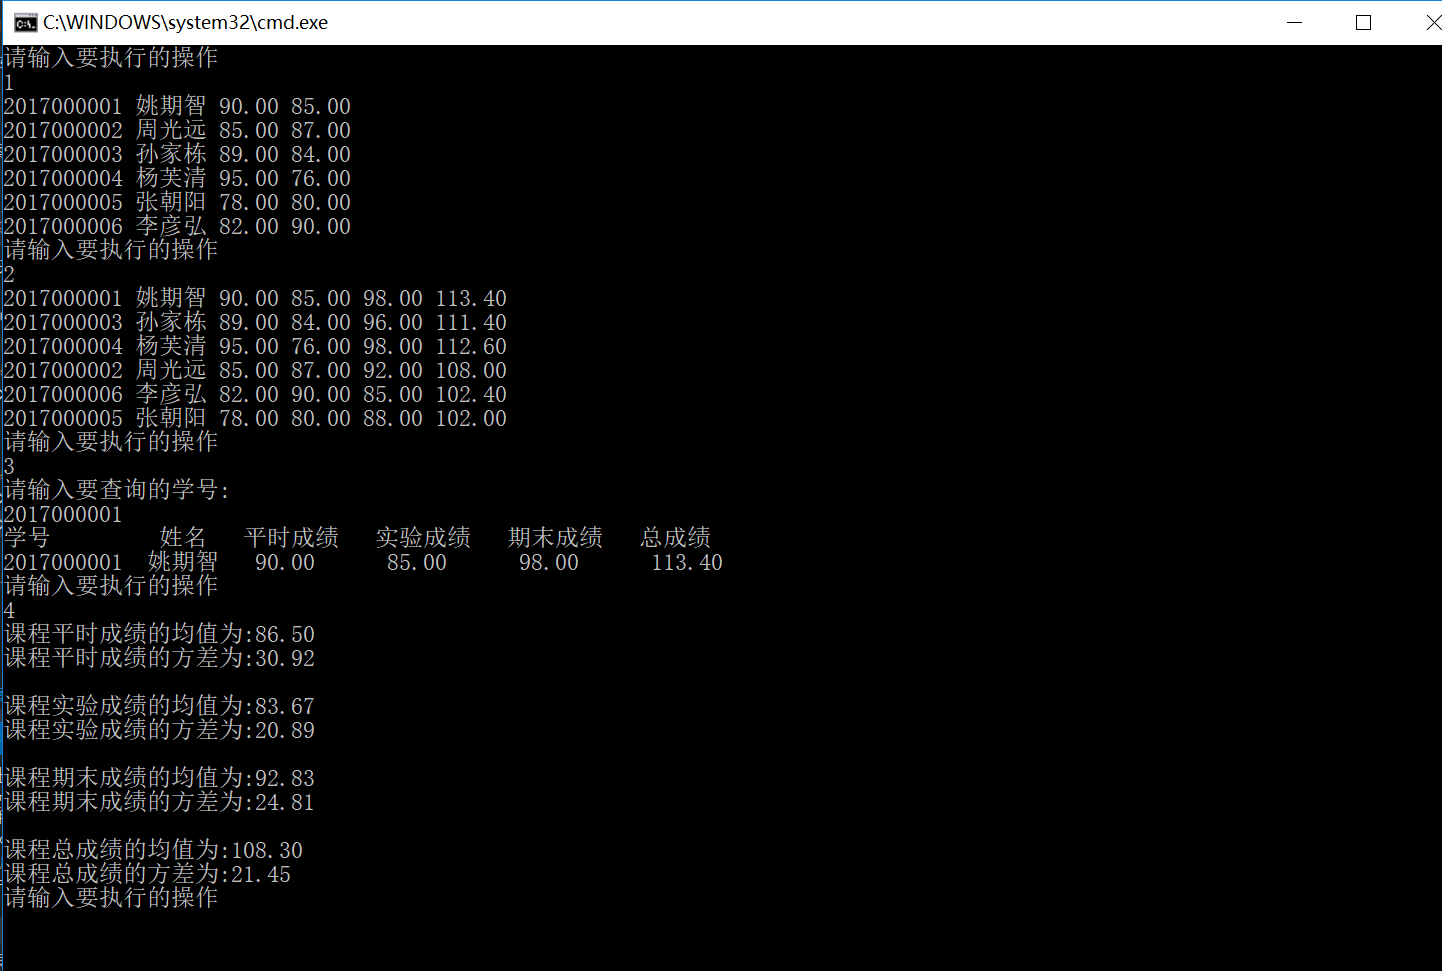 C:\WINDOWS\system32\cmd.exe
请输入要执行的操作
1
2017000001 姚期智 90.00 85.00
2017000002 周光远 85.00 87.00
2017000003 孙家栋 89.00 84.00
2017000004 杨芙清 95.00 76.00
2017000005 张朝阳 78.00 80.00
2017000006 李彦弘 82.00 90.00
请输入要执行的操作
2
2017000001 姚期智 90.00 85.00 98.00 113.40
2017000003 孙家栋 89.00 84.00 96.00 111.40
2017000004 杨芙清 95.00 76.00 98.00 112.60
2017000002 周光远 85.00 87.00 92.00 108.00
2017000006 李彦弘 82.00 90.00 85.00 102.40
2017000005 张朝阳 78.00 80.00 88.00 102.00
请输入要执行的操作
3
请输入要查询的学号:
2017000001
学号 姓名 平时成绩 实验成绩 期末成绩 总成绩
2017000001 姚期智 90.00 85.00 98.00 113.40
请输入要执行的操作
4
课程平时成绩的均值为:86.50
课程平时成绩的方差为:30.92
课程实验成绩的均值为:83.67
课程实验成绩的方差为:20.89
课程期末成绩的均值为:92.83
课程期末成绩的方差为:24.81
课程总成绩的均值为:108.30
课程总成绩的方差为:21.45
请输入要执行的操作